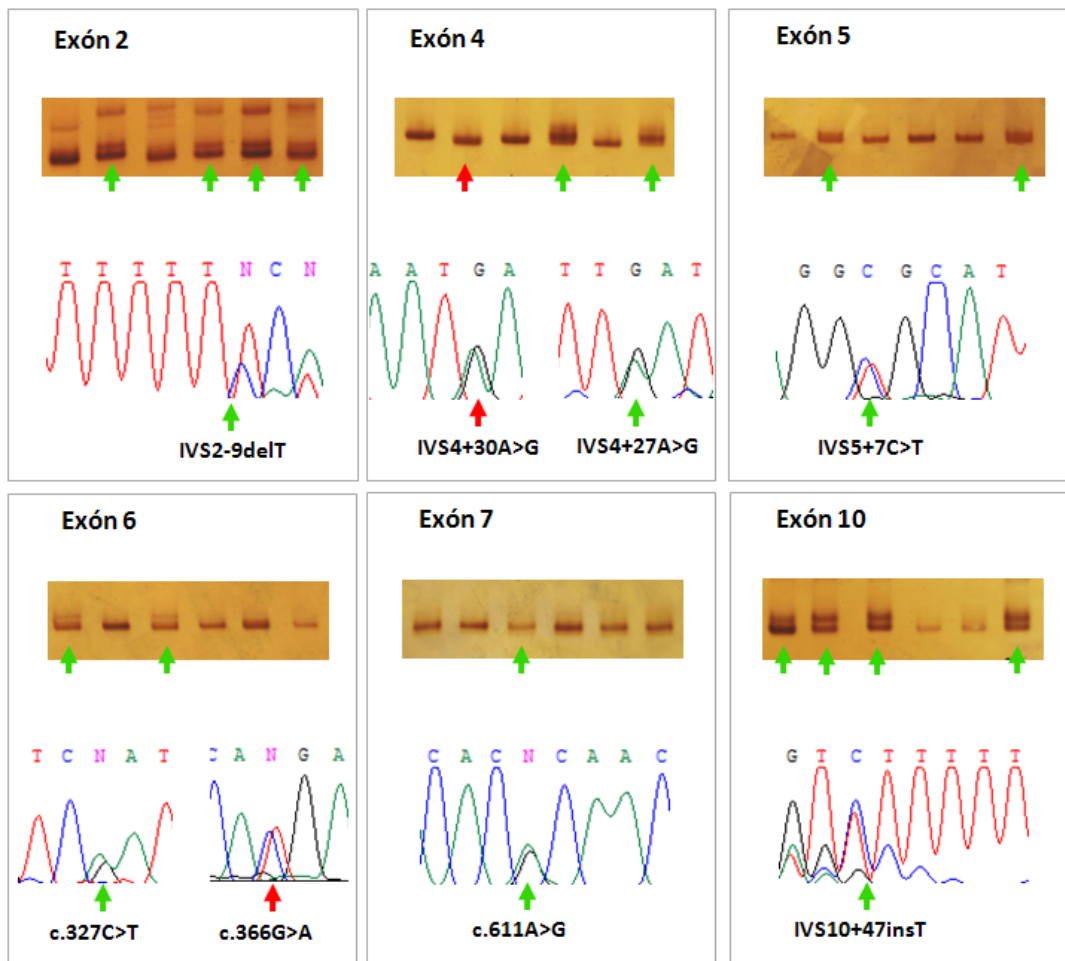 Exón 2
T T T T T N C N
IVS2-9delT
Exón 4
A A T G A
T T G A T
IVS4+30A>G
IVS4+27A>G
Exón 5
G G C G C A T
IVS5+7C>T
Exón 6
T C N A T
C A N G A
c.327C>T
c.366G>A
Exón 7
C A C N C A A C
c.611A>G
Exón 10
G T C T T T T T
IVS10+47insT